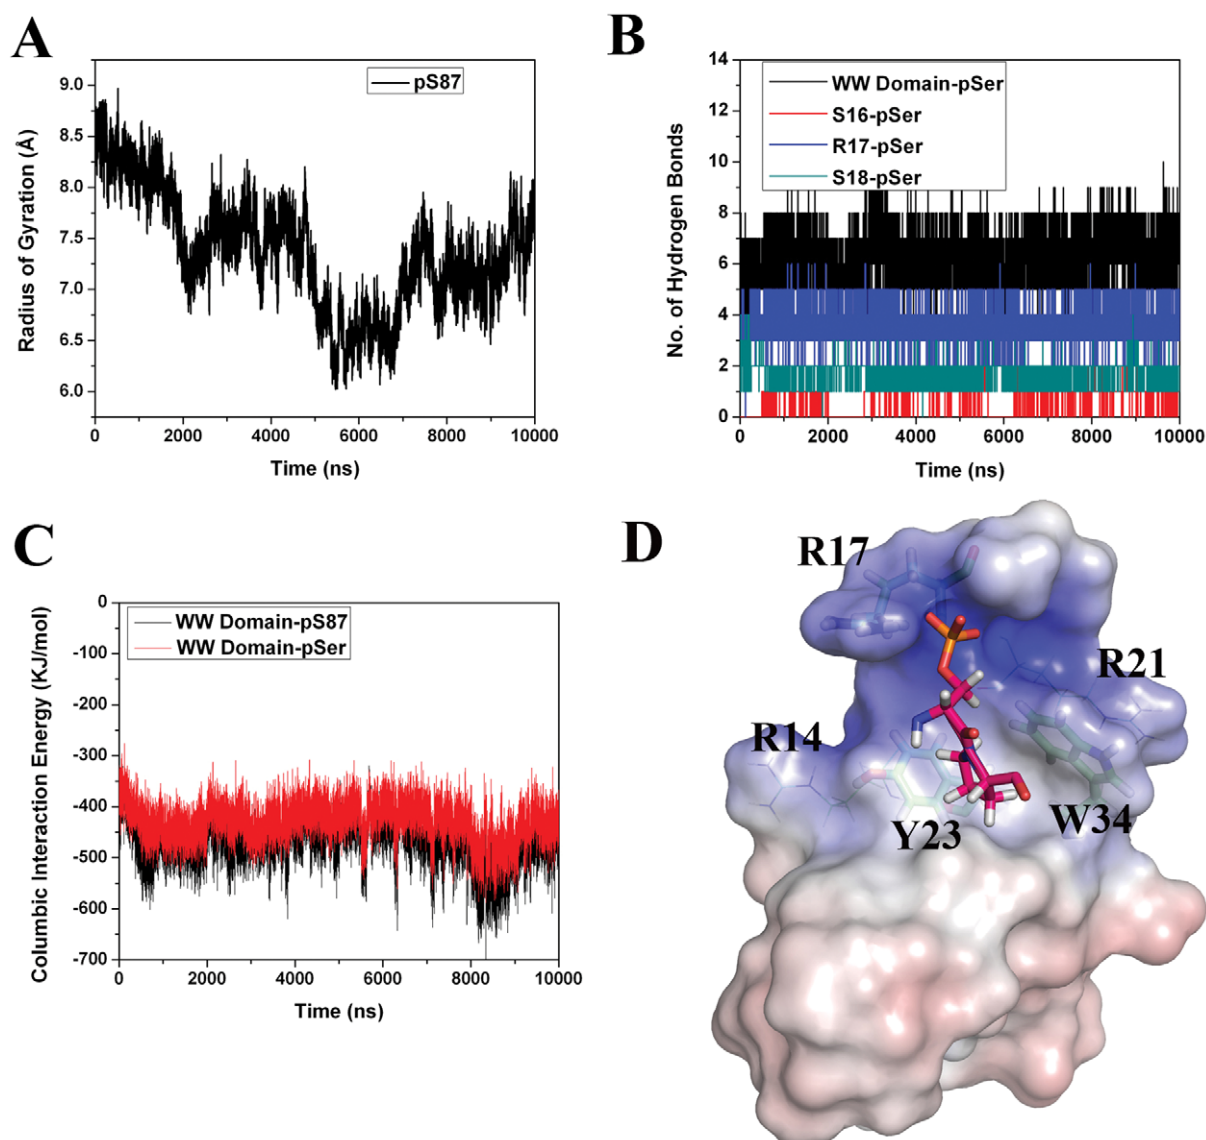 A
pS87
Radius of Gyration (Å)
9.0
8.5
8.0
7.5
7.0
6.5
6.0
0 2000 4000 6000 8000 10000
Time (ns)
B
WW Domain-pSer
S16-pSer
R17-pSer
S18-pSer
No. of Hydrogen Bonds
14
12
10
8
6
4
2
0
0 2000 4000 6000 8000 10000
Time (ns)
C
WW Domain-pS87
WW Domain-pSer
Columbic Interaction Energy (KJ/mol)
0
-100
-200
-300
-400
-500
-600
-700
0 2000 4000 6000 8000 10000
Time (ns)
D
R17
R21
R14
Y23
W34